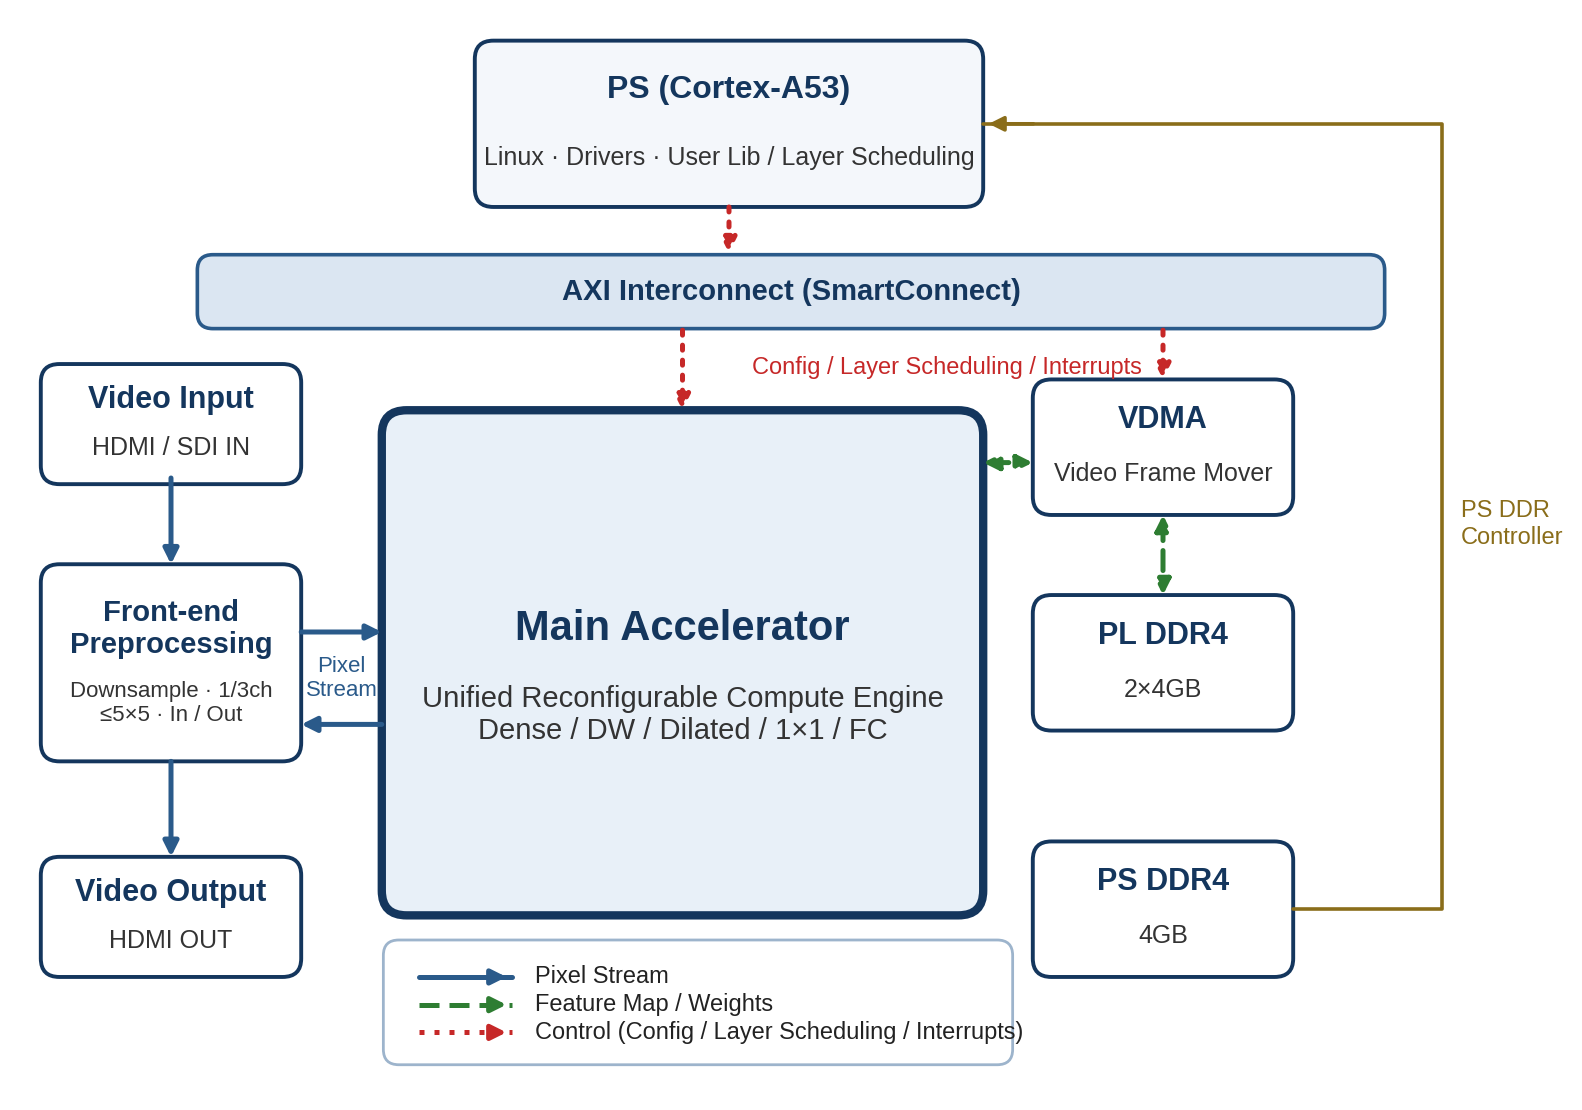 PS (Cortex-A53)
Linux · Drivers · User Lib / Layer Scheduling
AXI Interconnect (SmartConnect)
Config / Layer Scheduling / Interrupts
Video Input
HDMI / SDI IN
VDMA
Video Frame Mover
PS DDR
Controller
Front-end
Preprocessing
Downsample · 1/3ch
≤5×5 · In / Out
Pixel
Stream
Main Accelerator
Unified Reconfigurable Compute Engine
Dense / DW / Dilated / 1×1 / FC
PL DDR4
2×4GB
Video Output
HDMI OUT
PS DDR4
4GB
Pixel Stream
Feature Map / Weights
Control (Config / Layer Scheduling / Interrupts)